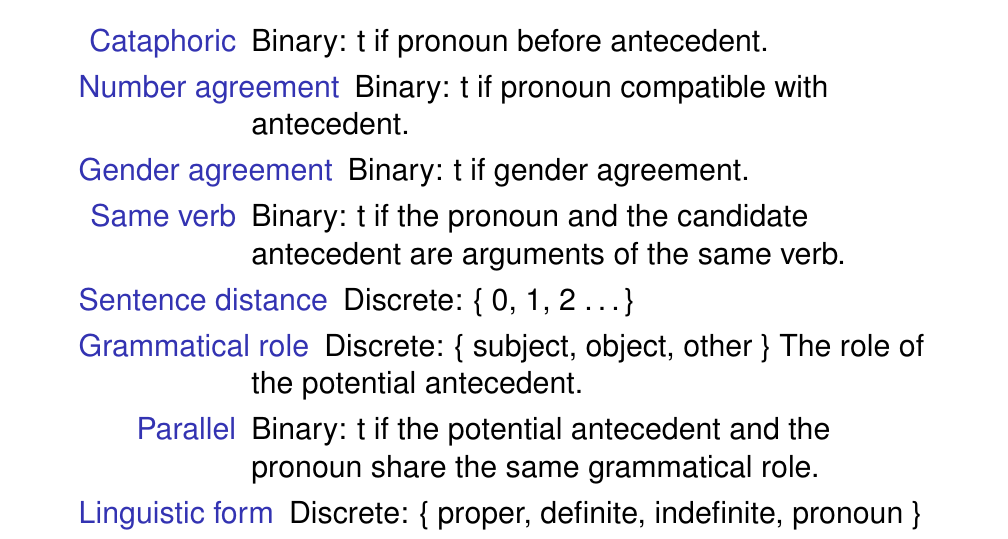 Cataphoric Binary: t if pronoun before antecedent.
Number agreement Binary: t if pronoun compatible with
antecedent.
Gender agreement Binary: t if gender agreement.
Same verb Binary: t if the pronoun and the candidate
antecedent are arguments of the same verb.
Sentence distance Discrete: { 0, 1, 2 . . . }
Grammatical role Discrete: { subject, object, other } The role of
the potential antecedent.
Parallel Binary: t if the potential antecedent and the
pronoun share the same grammatical role.
Linguistic form Discrete: { proper, definite, indefinite, pronoun }